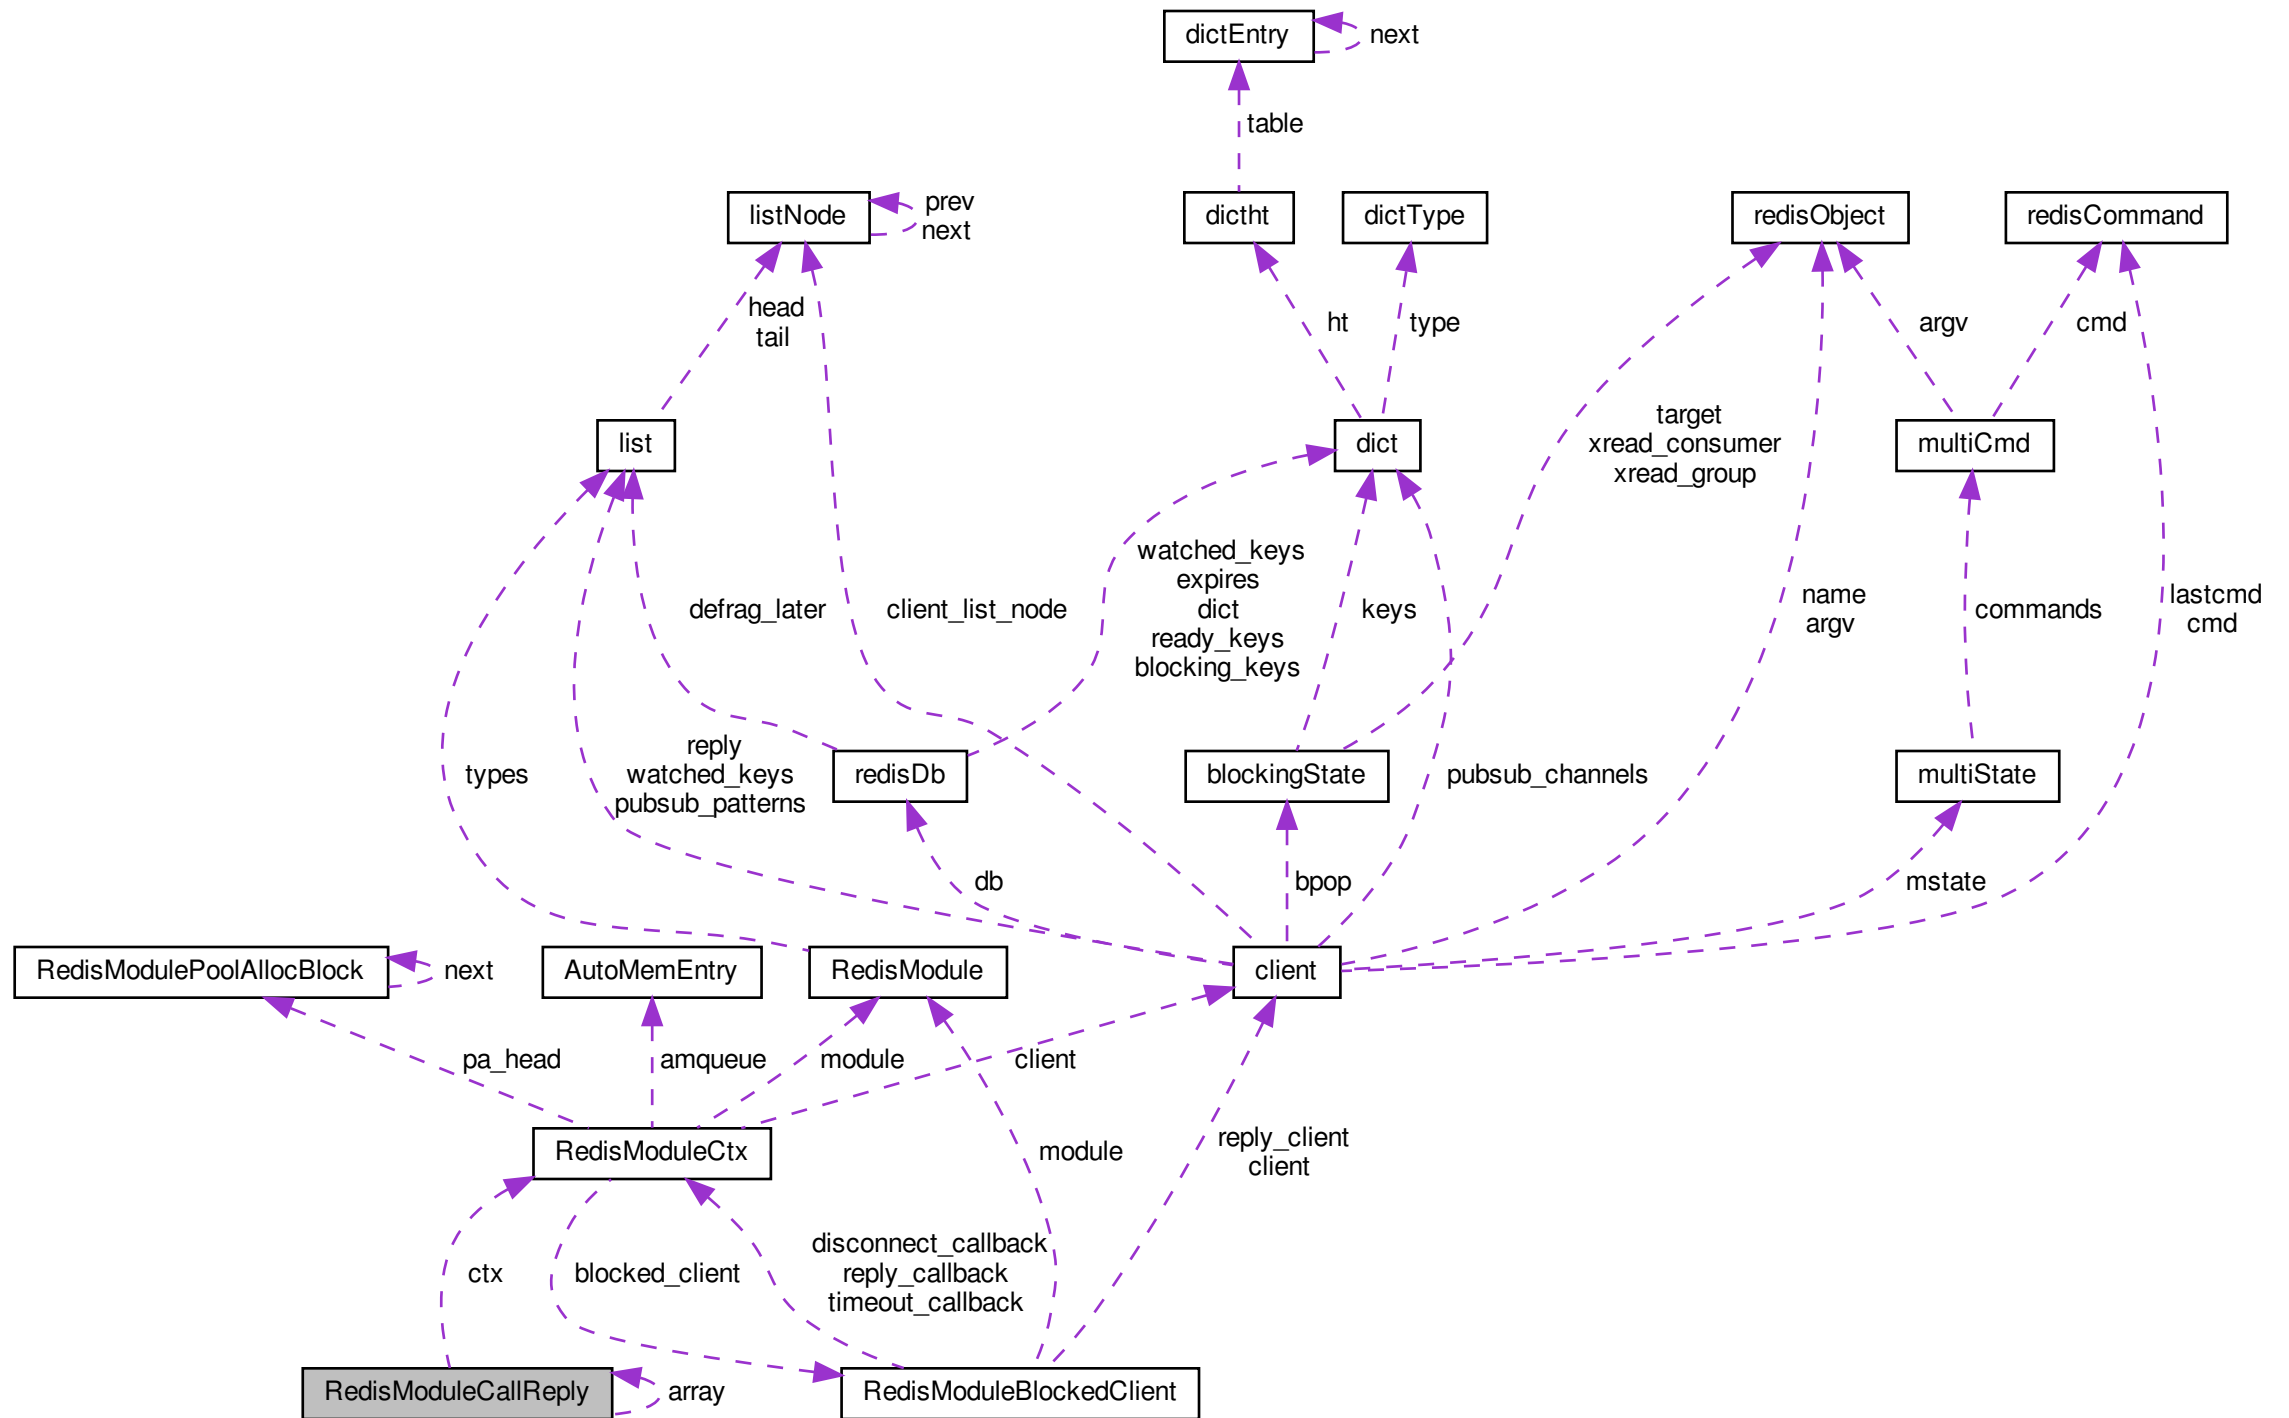 dictEntry
next
table
listNode
prev
next
dictht
dictType
redisObject
redisCommand
head
tail
ht
type
argv
cmd
list
dict
target
xread_consumer
xread_group
multiCmd
defrag_later
client_list_node
watched_keys
expires
dict
ready_keys
blocking_keys
keys
name
argv
commands
lastcmd
cmd
types
reply
watched_keys
pubsub_patterns
redisDb
blockingState
pubsub_channels
multiState
db
bpop
mstate
RedisModulePoolAllocBlock
next
AutoMemEntry
RedisModule
client
pa_head
amqueue
module
client
RedisModuleCtx
module
reply_client
client
ctx
blocked_client
disconnect_callback
reply_callback
timeout_callback
RedisModuleCallReply
array
RedisModuleBlockedClient